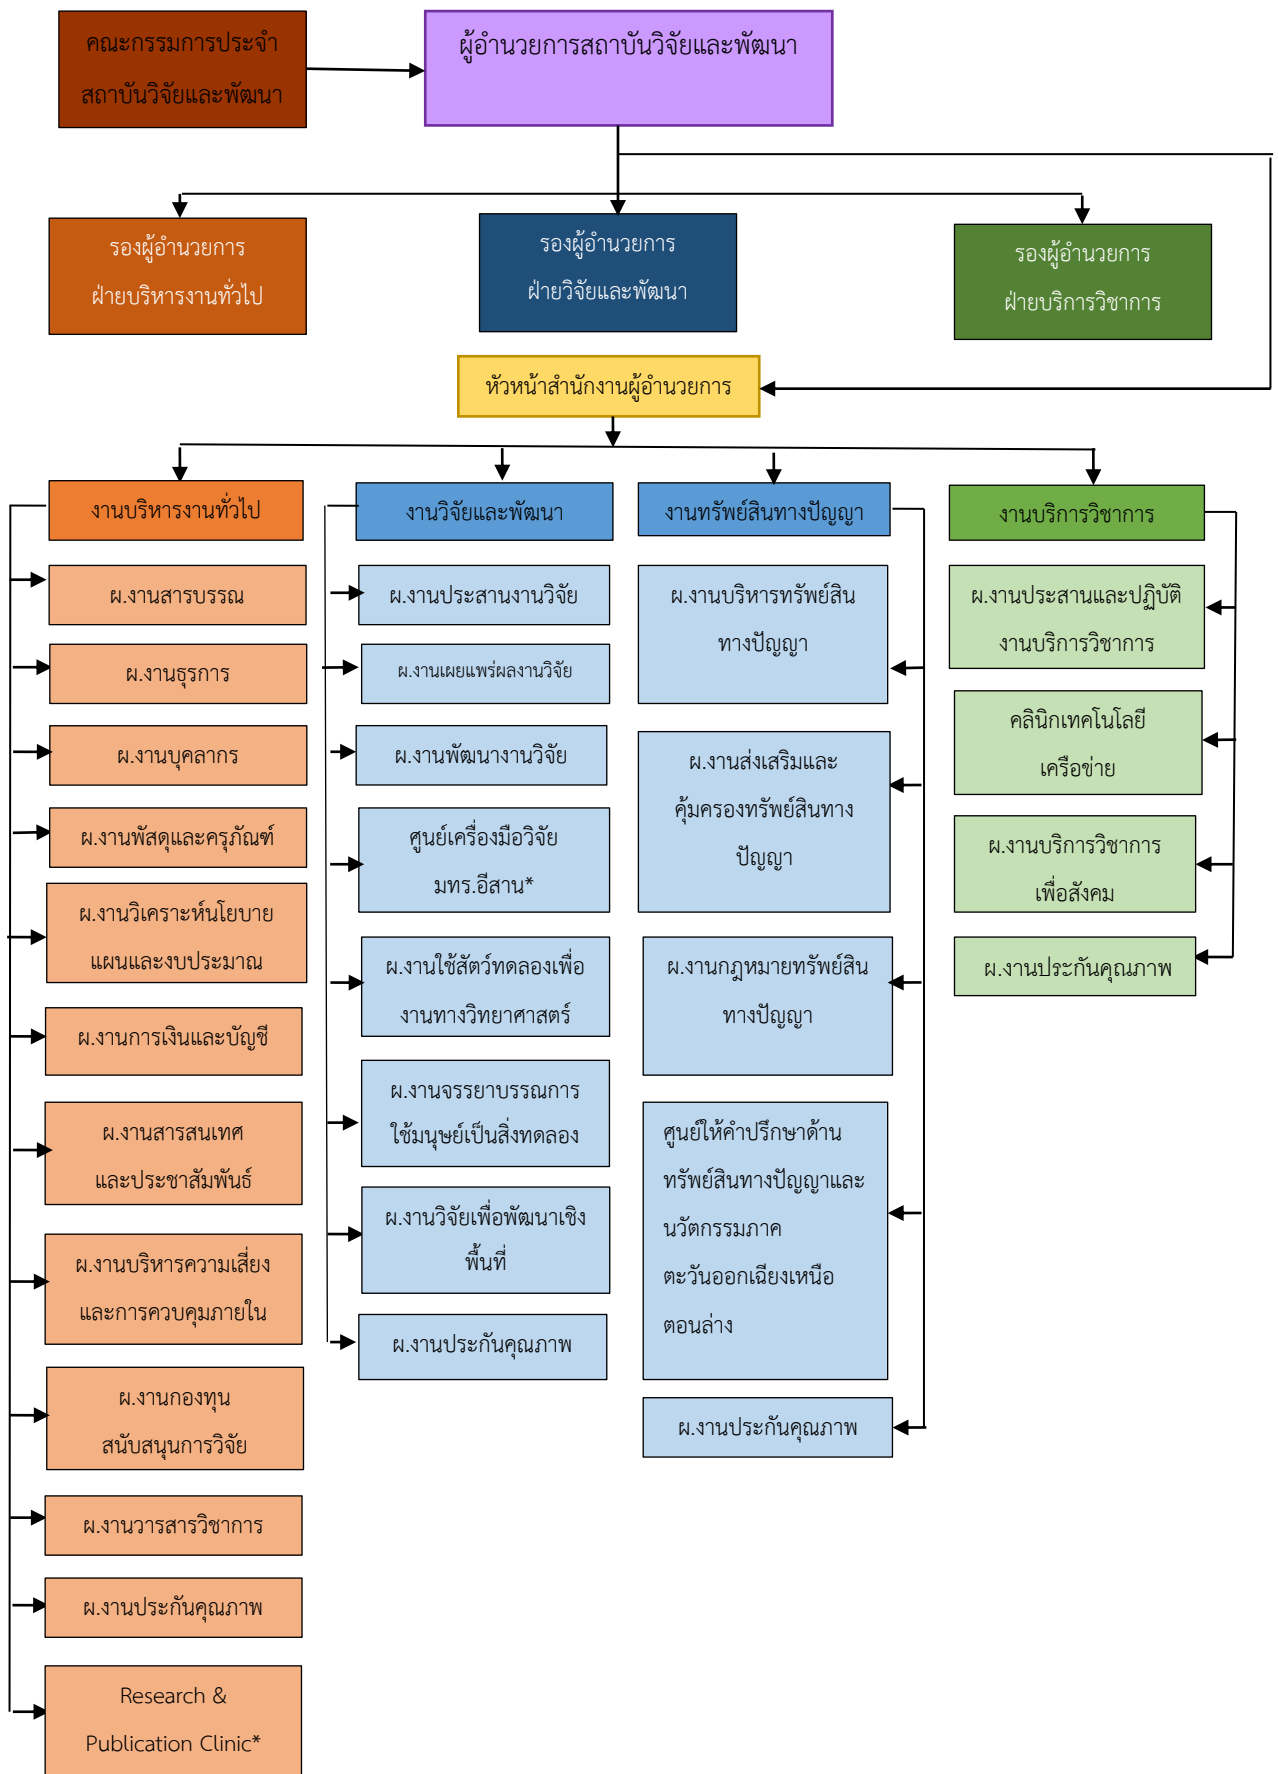 คณะกรรมการประจำ
สถาบันวิจัยและพัฒนา
ผู้อำนวยการสถาบันวิจัยและพัฒนา
รองผู้อำนวยการ
ฝ่ายบริหารงานทั่วไป
รองผู้อำนวยการ
ฝ่ายวิจัยและพัฒนา
รองผู้อำนวยการ
ฝ่ายบริการวิชาการ
หัวหน้าสำนักงานผู้อำนวยการ
งานบริหารงานทั่วไป
ผ.งานสารบรรณ
ผ.งานธุรการ
ผ.งานบุคลากร
ผ.งานพัสดุและครุภัณฑ์
ผ.งานวิเคราะห์นโยบาย
แผนและงบประมาณ
ผ.งานการเงินและบัญชี
ผ.งานสารสนเทศ
และประชาสัมพันธ์
ผ.งานบริหารความเสี่ยง
และการควบคุมภายใน
ผ.งานกองทุน
สนับสนุนการวิจัย
ผ.งานวารสารวิชาการ
ผ.งานประกันคุณภาพ
Research &
Publication Clinic*
งานวิจัยและพัฒนา
ผ.งานประสานงานวิจัย
ผ.งานเผยแพร่ผลงานวิจัย
ผ.งานพัฒนางานวิจัย
ศูนย์เครื่องมือวิจัย
มทร.อีสาน*
ผ.งานใช้สัตว์ทดลองเพื่อ
งานทางวิทยาศาสตร์
ผ.งานจรรยาบรรณการ
ใช้มนุษย์เป็นสิ่งทดลอง
ผ.งานวิจัยเพื่อพัฒนาเชิง
พื้นที่
ผ.งานประกันคุณภาพ
งานทรัพย์สินทางปัญญา
ผ.งานบริหารทรัพย์สิน
ทางปัญญา
ผ.งานส่งเสริมและ
คุ้มครองทรัพย์สินทาง
ปัญญา
ผ.งานกฎหมายทรัพย์สิน
ทางปัญญา
ศูนย์ให้คำปรึกษาด้าน
ทรัพย์สินทางปัญญาและ
นวัตกรรมภาค
ตะวันออกเฉียงเหนือ
ตอนล่าง
ผ.งานประกันคุณภาพ
งานบริการวิชาการ
ผ.งานประสานและปฏิบัติ
งานบริการวิชาการ
คลินิกเทคโนโลยี
เครือข่าย
ผ.งานบริการวิชาการ
เพื่อสังคม
ผ.งานประกันคุณภาพ